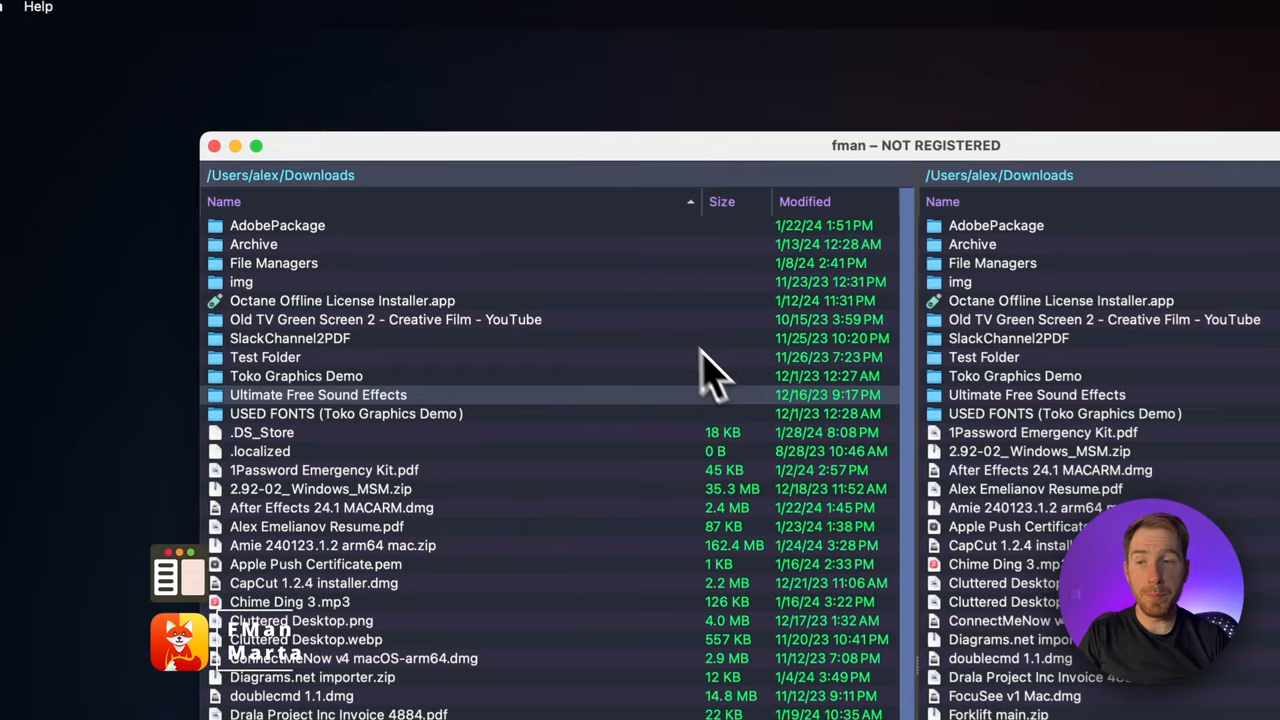 Help
fman – NOT REGISTERED
/Users/alex/Downloads
/Users/alex/Downloads
Name Size Modified
Name
AdobePackage 1/22/24 1:51 PM
AdobePackage
Archive 1/13/24 12:28 AM
Archive
File Managers 1/8/24 2:41 PM
File Managers
img 11/23/23 12:31 PM
img
Octane Offline License Installer.app 1/12/24 11:31 PM
Octane Offline License Installer.app
Old TV Green Screen 2 - Creative Film - YouTube 10/15/23 3:59 PM
Old TV Green Screen 2 - Creative Film - YouTube
SlackChannel2PDF 11/25/23 10:20 PM
SlackChannel2PDF
Test Folder 11/26/23 7:23 PM
Test Folder
Toko Graphics Demo 12/1/23 12:27 AM
Toko Graphics Demo
Ultimate Free Sound Effects 12/16/23 9:17 PM
Ultimate Free Sound Effects
USED FONTS (Toko Graphics Demo) 12/1/23 12:28 AM
USED FONTS (Toko Graphics Demo)
.DS_Store 18 KB 1/28/24 8:08 PM
1Password Emergency Kit.pdf
.localized 0 B 8/28/23 10:46 AM
2.92-02_Windows_MSM.zip
1Password Emergency Kit.pdf 45 KB 1/2/24 2:57 PM
After Effects 24.1 MACARM.dmg
2.92-02_Windows_MSM.zip 35.3 MB 12/18/23 11:52 AM
Alex Emelianov Resume.pdf
After Effects 24.1 MACARM.dmg 2.4 MB 1/22/24 1:45 PM
Amie 240123.1.2 arm64
Alex Emelianov Resume.pdf 87 KB 1/23/24 1:38 PM
Apple Push Certificate
Amie 240123.1.2 arm64 mac.zip 162.4 MB 1/24/24 3:28 PM
CapCut 1.2.4 instal
Apple Push Certificate.pem 1 KB 1/16/24 2:33 PM
Chime Ding 3.mp3
CapCut 1.2.4 installer.dmg 2.2 MB 12/21/23 11:06 AM
Cluttered Desktop
Chime Ding 3.mp3 126 KB 1/16/24 3:22 PM
Cluttered Desktop
Cluttered Desktop.png 4.0 MB 12/17/23 1:32 AM
ConnectMeNow v4
Cluttered Desktop.webp 557 KB 11/20/23 10:41 PM
Diagrams.net impor
ConnectMeNow v4 macOS-arm64.dmg 2.9 MB 11/12/23 7:08 PM
doublecmd 1.1.dmg
Diagrams.net importer.zip 12 KB 1/4/24 3:49 PM
Drala Project Inc Invoice 488
doublecmd 1.1.dmg 14.8 MB 11/12/23 9:11 PM
FocuSee v1 Mac.dmg
Drala Project Inc Invoice 4884.pdf 22 KB 1/19/24 10:35 AM
Forklift main.zip
FMan
Marta